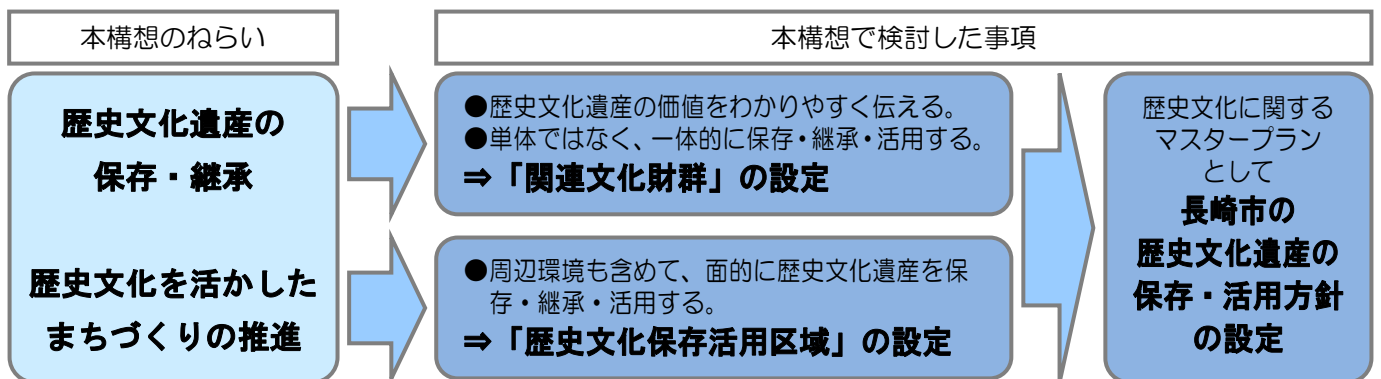 本構想のねらい
本構想で検討した事項
歴史文化遺産の
保存・継承
歴史文化を活かした
まちづくりの推進
●歴史文化遺産の価値をわかりやすく伝える。
●単体ではなく、一体的に保存・継承・活用する。
⇒「関連文化財群」の設定
●周辺環境も含めて、面的に歴史文化遺産を保
存・継承・活用する。
⇒「歴史文化保存活用区域」の設定
歴史文化に関する
マスタープラン
として
長崎市の
歴史文化遺産の
保存・活用方針
の設定